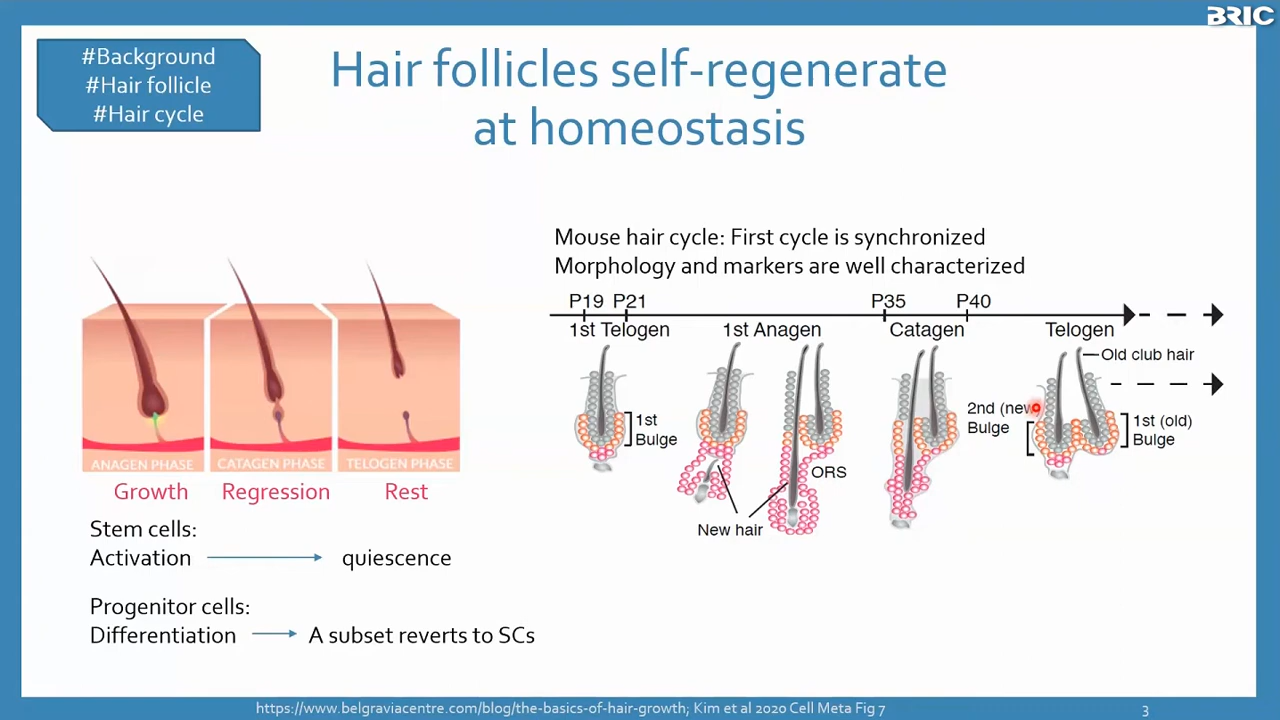 BRIC
#Background
#Hair follicle
#Hair cycle
Hair follicles self-regenerate
at homeostasis
Mouse hair cycle: First cycle is synchronized
Morphology and markers are well characterized
P19 P21 P35 P40
1st Telogen 1st Anagen Catagen Telogen
Old club hair
1st
Bulge
ORS
New hair
2nd (new
Bulge
1st (old)
Bulge
ANAGEN PHASE CATAGEN PHASE TELOGEN PHASE
Growth Regression Rest
Stem cells:
Activation quiescence
Progenitor cells:
Differentiation A subset reverts to SCs
https://www.belgraviacentre.com/blog/the-basics-of-hair-growth; Kim et al 2020 Cell Meta Fig 7
3